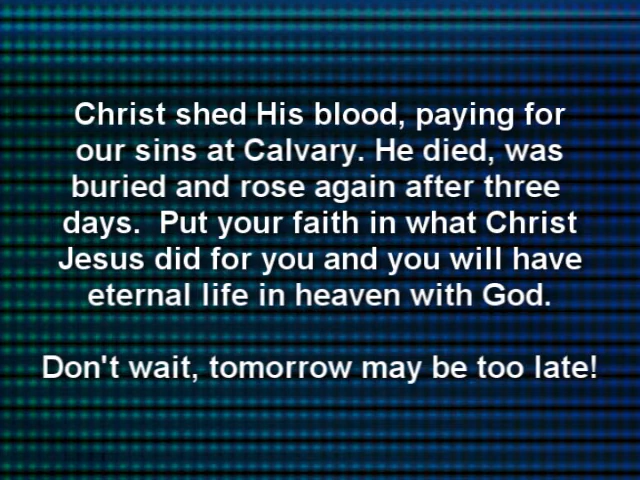 Christ shed His blood, paying for
our sins at Calvary. He died, was
buried and rose again after three
days.  Put your faith in what Christ
Jesus did for you and you will have
eternal life in heaven with God.
Don't wait, tomorrow may be too late!